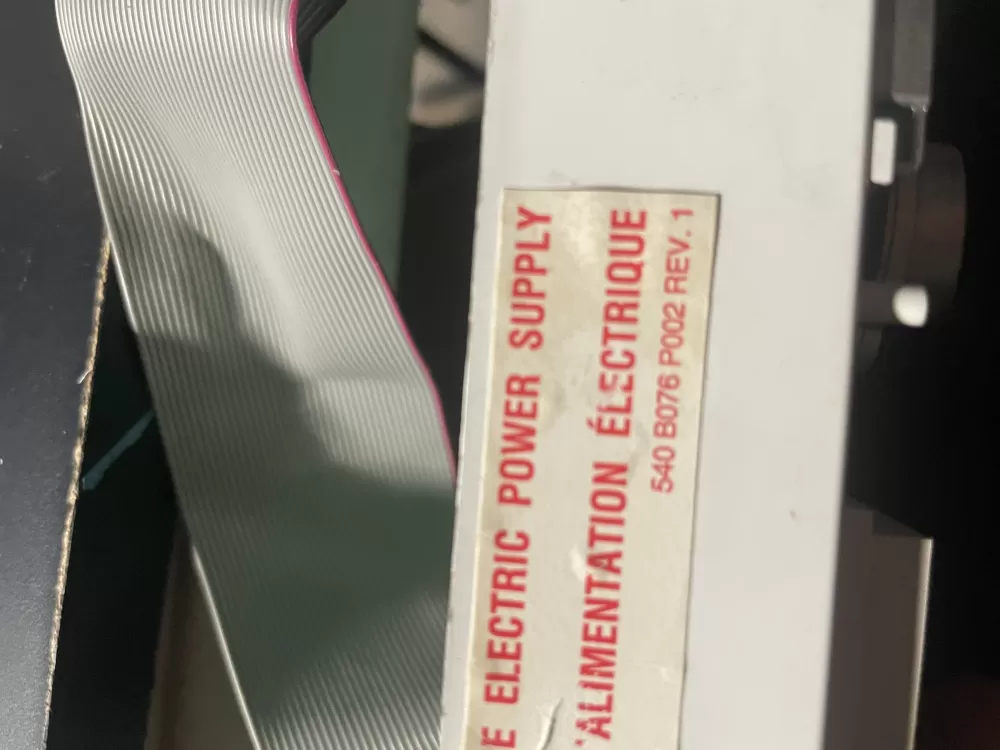 E ELECTRIC POWER SUPPLY
'ALIMENTATION ÉLECTRIQUE
540 B076 P002 REV. 1